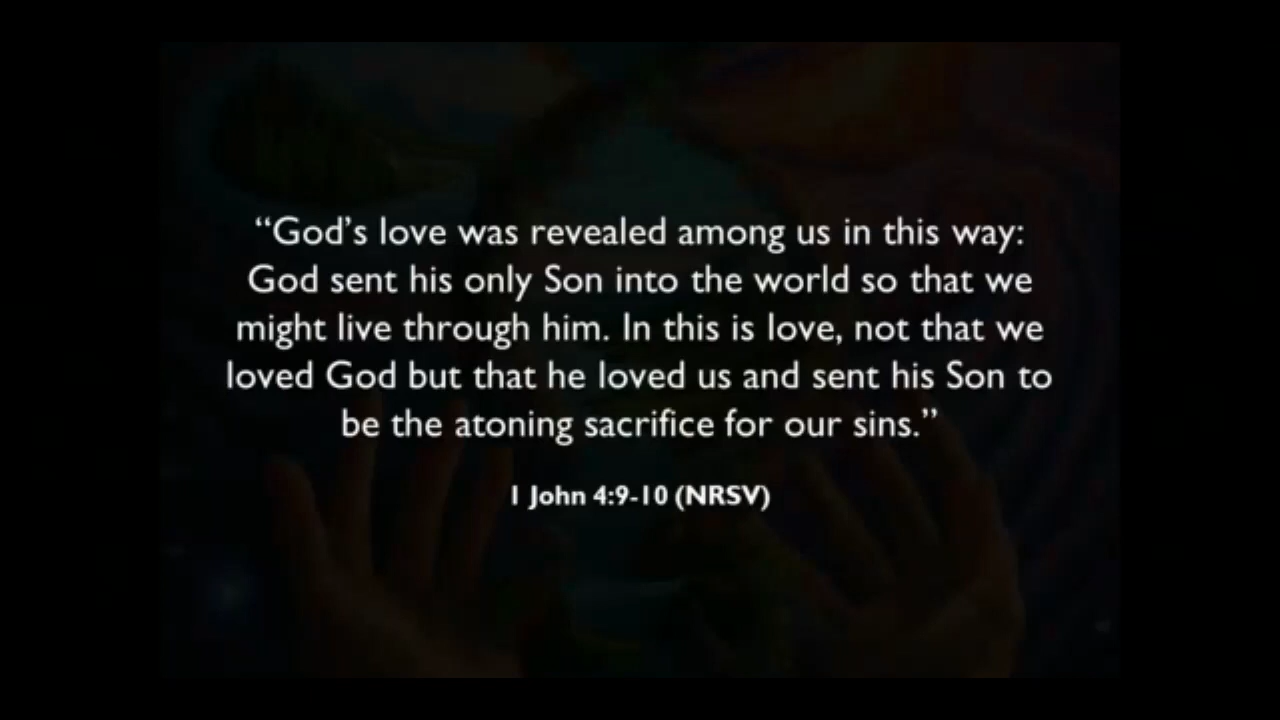 “God’s love was revealed among us in this way:
God sent his only Son into the world so that we
might live through him. In this is love, not that we
loved God but that he loved us and sent his Son to
be the atoning sacrifice for our sins.”
1 John 4:9-10 (NRSV)